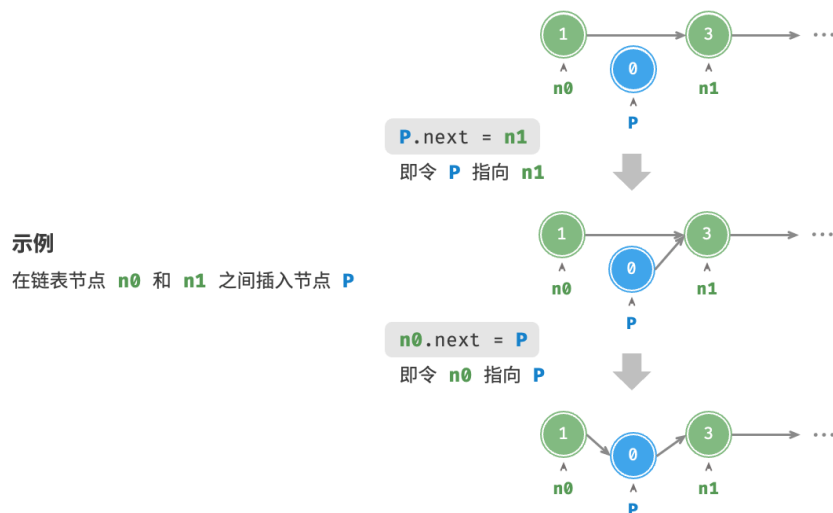 1 3 ...
0
n0 n1
P
P.next = n1
即令 P 指向 n1
1 3 ...
0
示例
在链表节点 n0 和 n1 之间插入节点 P
n0 n1
P
n0.next = P
即令 n0 指向 P
1 3 ...
0
n0 n1
P